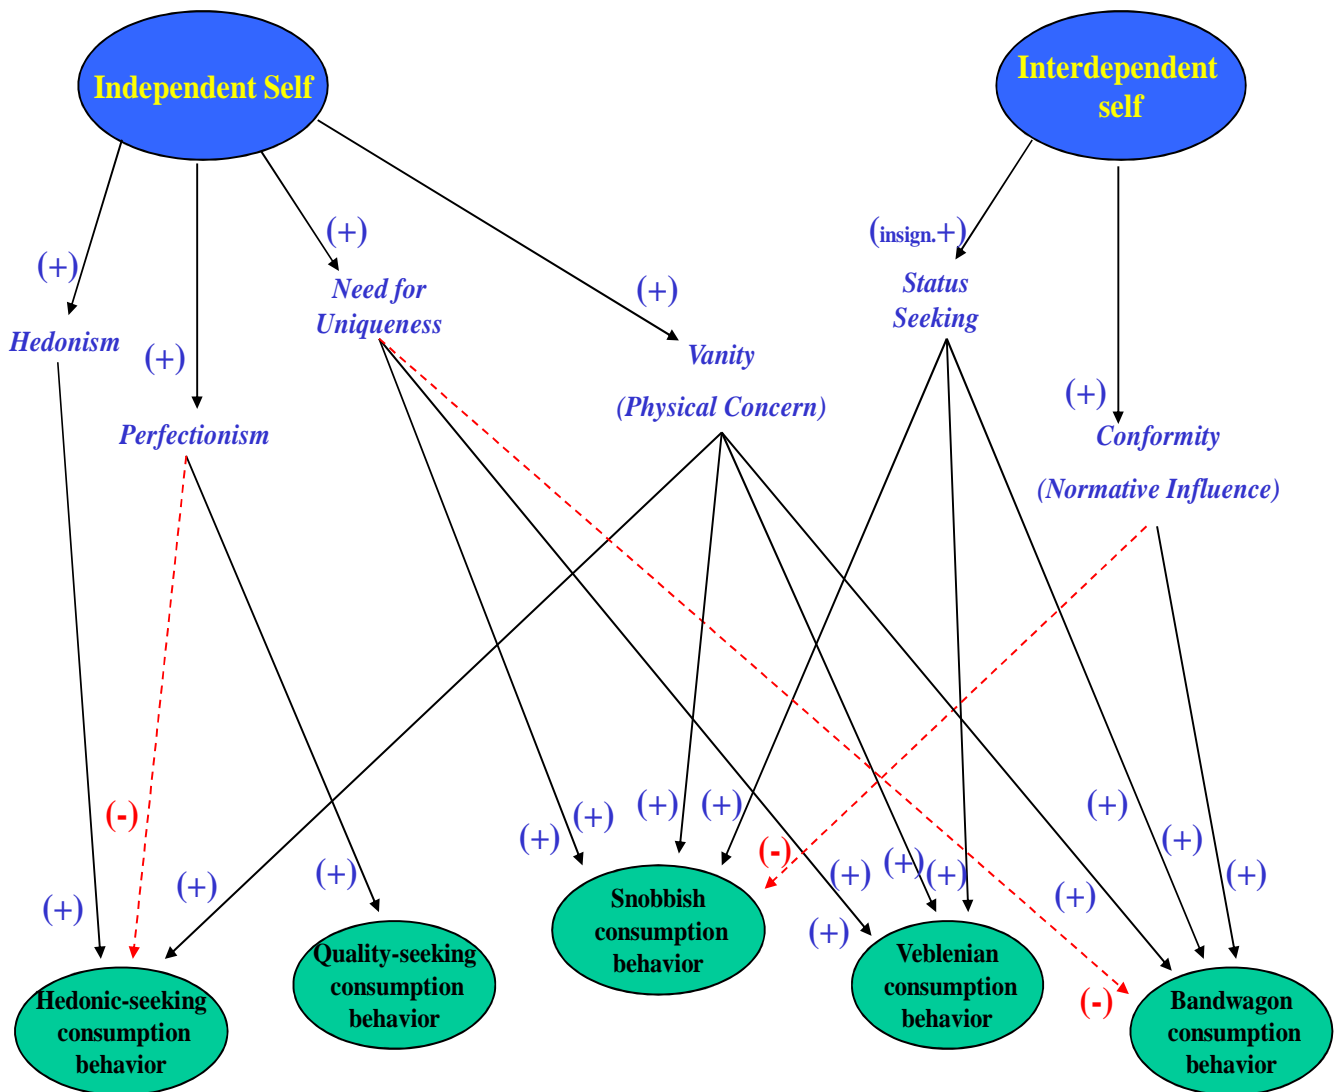 Independent Self
Interdependent
self
(+)
(insign.+)
(+)
(+)
Need for
Uniqueness
Status
Seeking
Hedonism
(+)
Vanity
(Physical Concern)
(+)
Perfectionism
Conformity
(Normative Influence)
(-)
(+)
(+)
(+)
(+)
(+)
(+)
(+)
(-)
(+)
(+)
(+)
(+)
(+)
(+)
(+)
(+)
(+)
(-)
Snobbish
consumption
behavior
Quality-seeking
consumption
behavior
Veblenian
consumption
behavior
Hedonic-seeking
consumption
behavior
Bandwagon
consumption
behavior